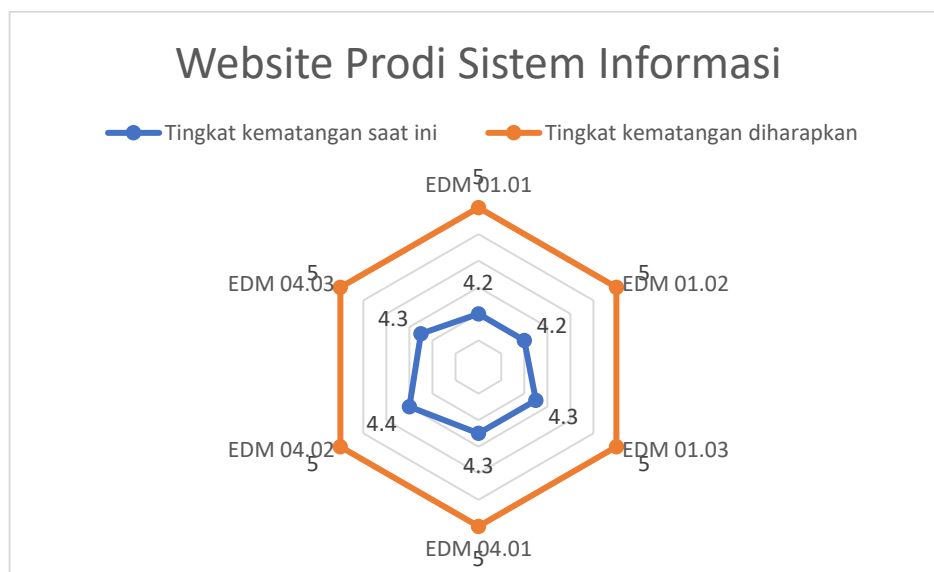 Website Prodi Sistem Informasi
Tingkat kematangan saat ini Tingkat kematangan diharapkan
5
EDM 01.01
5 5
EDM 04.03 EDM 01.02
4.2
4.3 4.2
4.4 4.3
EDM 04.02 EDM 01.03
5 4.3 5
EDM 04.01
5